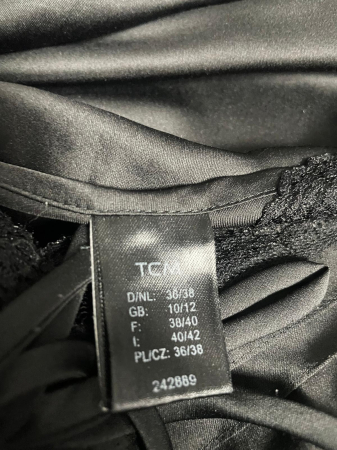 TCM
D/NL: 36/38
GB: 10/12
F: 38/40
I: 40/42
PL/CZ: 36/38
242889